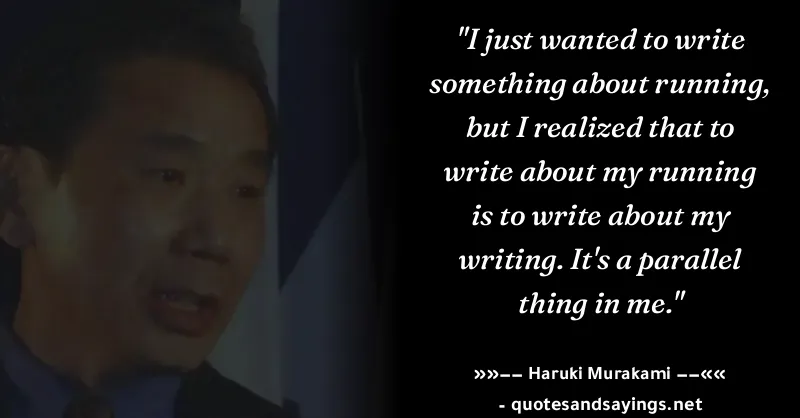 "I just wanted to write
something about running,
but I realized that to
write about my running
is to write about my
writing. It's a parallel
thing in me."
»»−− Haruki Murakami −−««
- quotesandsayings.net